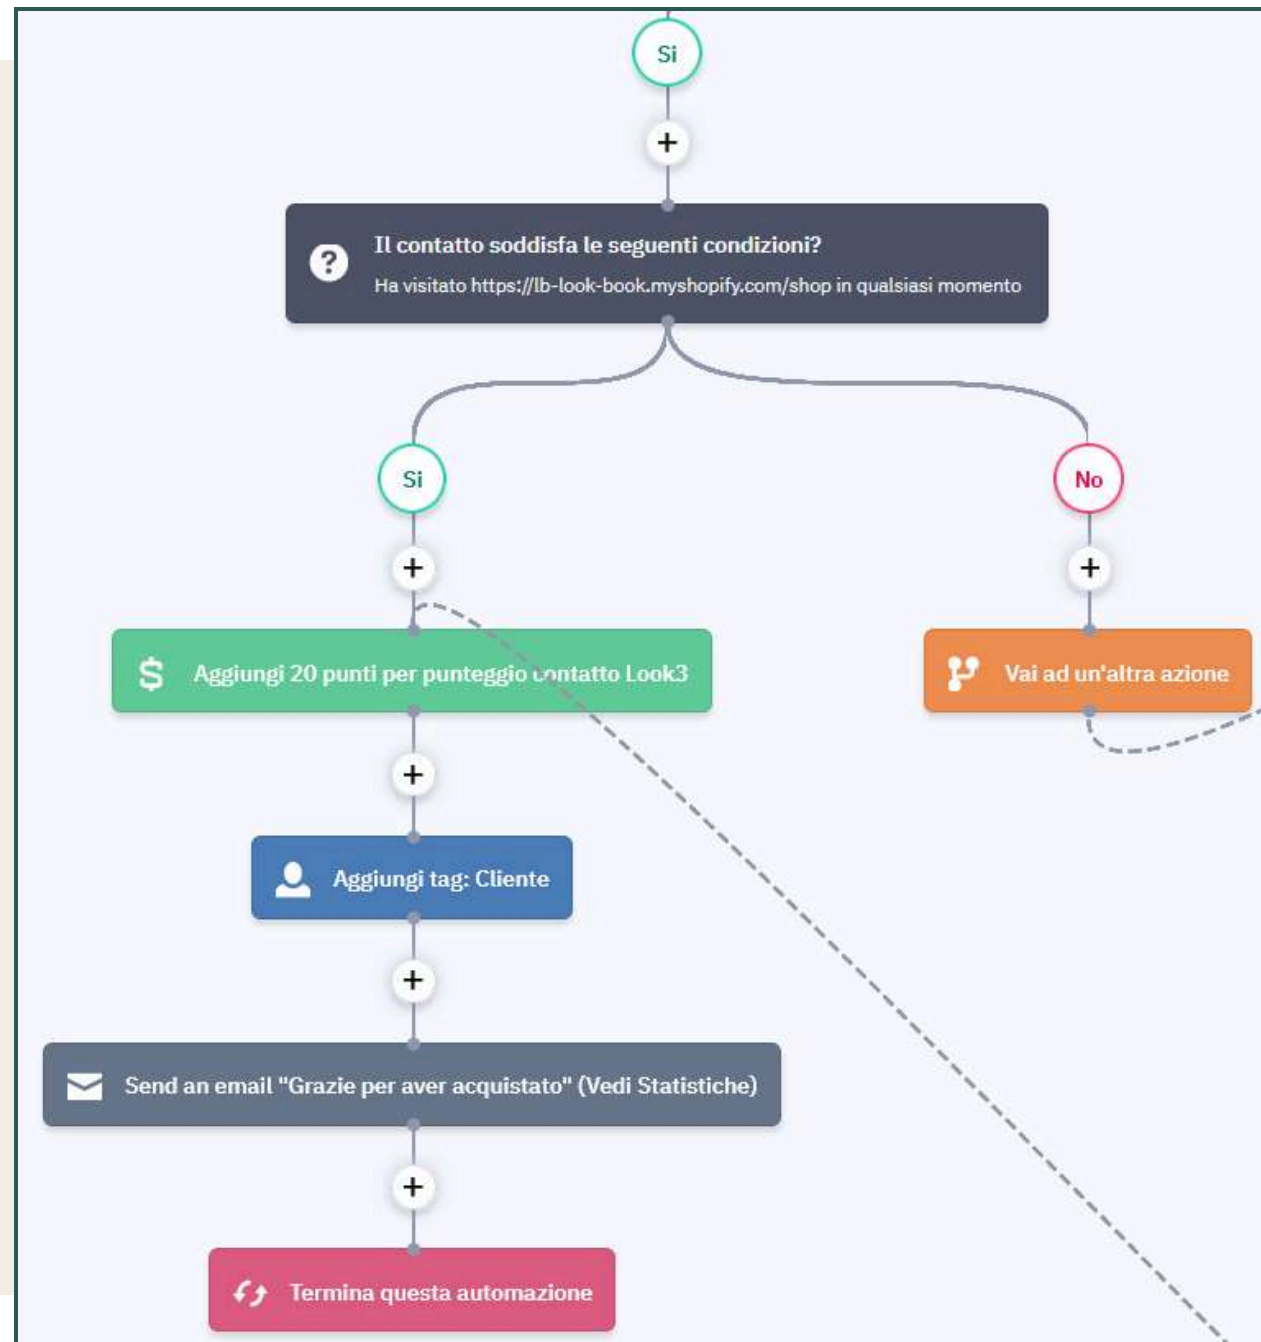 Si
+
Il contatto soddisfa le seguenti condizioni?
?
Ha visitato https://lb-look-book.myshopify.com/shop in qualsiasi momento
Si
No
+
+
$ Aggiungi 20 punti per punteggio contatto Look3
Vai ad un'altra azione
+
Aggiungi tag: Cliente
+
Send an email "Grazie per aver acquistato" (Vedi Statistiche)
+
Termina questa automazione